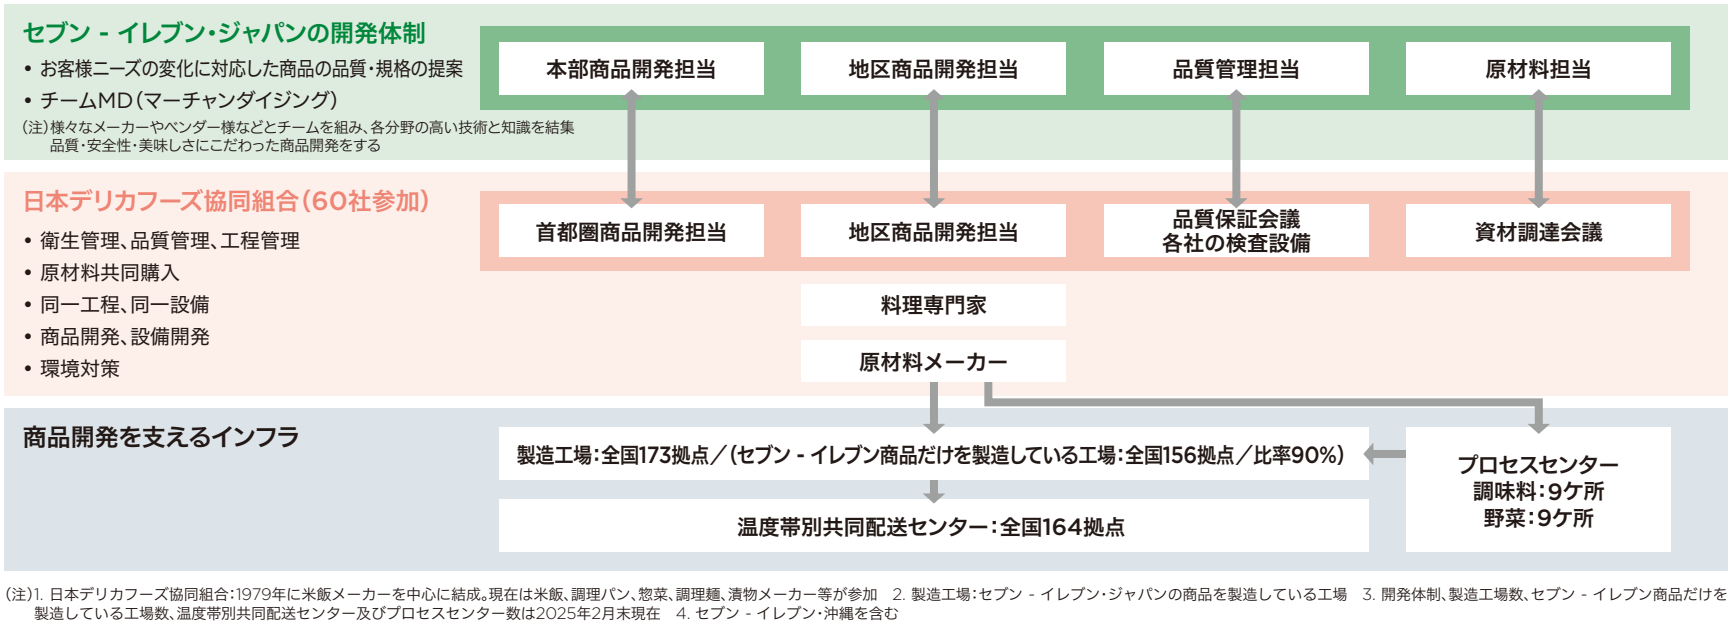 セブン - イレブン・ジャパンの開発体制
• お客様ニーズの変化に対応した商品の品質・規格の提案
• チームMD（マーチャンダイジング）
（注）様々なメーカーやベンダー様などとチームを組み、各分野の高い技術と知識を結集
品質・安全性・美味しさにこだわった商品開発をする
本部商品開発担当
地区商品開発担当
品質管理担当
原材料担当
日本デリカフーズ協同組合（60社参加）
• 衛生管理、品質管理、工程管理
• 原材料共同購入
• 同一工程、同一設備
• 商品開発、設備開発
• 環境対策
首都圏商品開発担当
地区商品開発担当
品質保証会議
各社の検査設備
資材調達会議
料理専門家
原材料メーカー
商品開発を支えるインフラ
製造工場：全国173拠点／（セブン - イレブン商品だけを製造している工場：全国156拠点／比率90%）
プロセスセンター
調味料：9ケ所
野菜：9ケ所
温度帯別共同配送センター：全国164拠点
（注）1. 日本デリカフーズ協同組合：1979年に米飯メーカーを中心に結成。現在は米飯、調理パン、惣菜、調理麺、漬物メーカー等が参加　2. 製造工場：セブン - イレブン・ジャパンの商品を製造している工場　3. 開発体制、製造工場数、セブン - イレブン商品だけを
製造している工場数、温度帯別共同配送センター及びプロセスセンター数は2025年2月末現在　4. セブン - イレブン・沖縄を含む